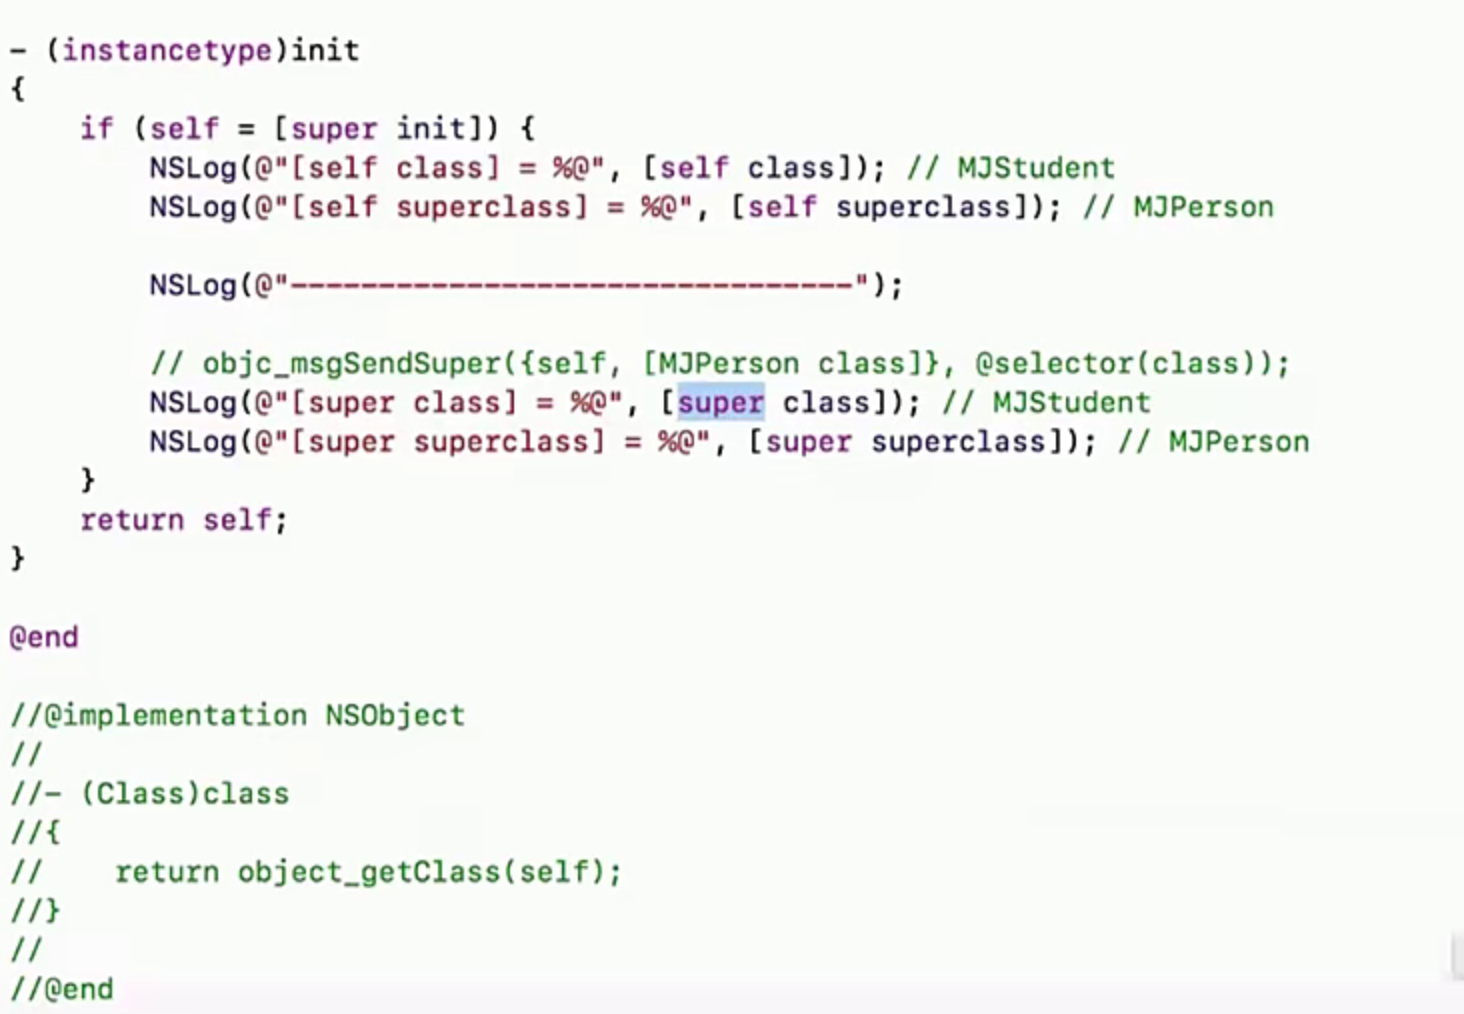 - (instancetype)init
{
    if (self = [super init]) {
        NSLog(@"[self class] = %@", [self class]); // MJStudent
        NSLog(@"[self superclass] = %@", [self superclass]); // MJPerson
        NSLog(@"--------------------------------");
        // objc_msgSendSuper({self, [MJPerson class]}, @selector(class));
        NSLog(@"[super class] = %@", [super class]); // MJStudent
        NSLog(@"[super superclass] = %@", [super superclass]); // MJPerson
    }
    return self;
}
@end
//@implementation NSObject
//
//- (Class)class
//{
//    return object_getClass(self);
//}
//
//@end